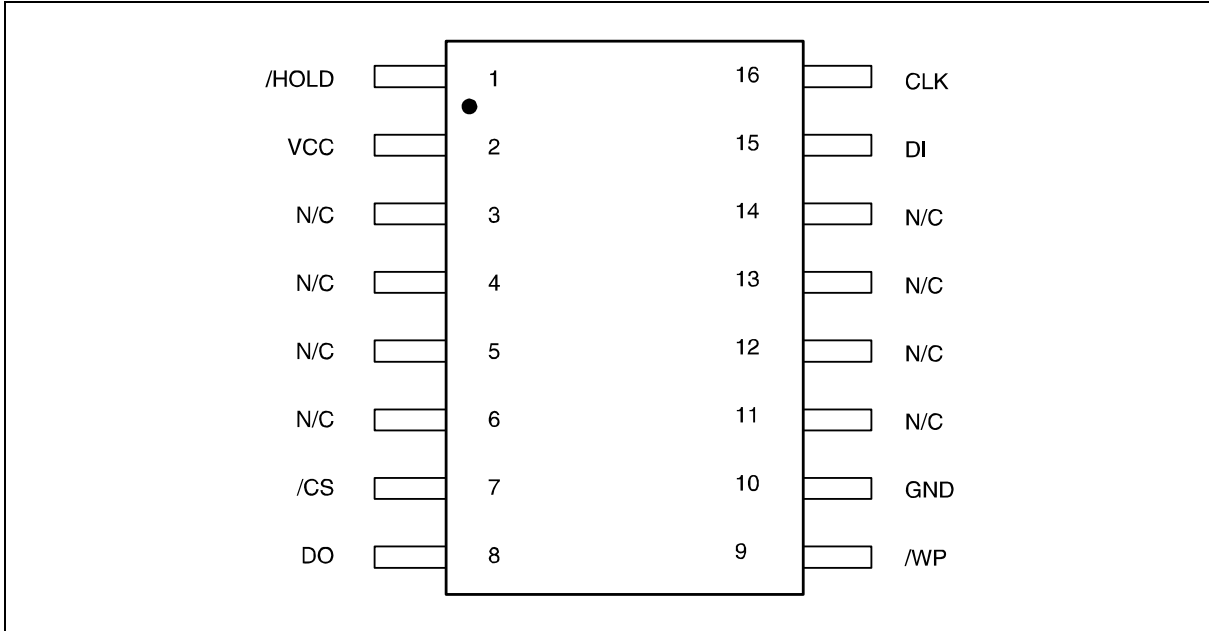 /HOLD 1 16 CLK
VCC 2 15 DI
N/C 3 14 N/C
N/C 4 13 N/C
N/C 5 12 N/C
N/C 6 11 N/C
/CS 7 10 GND
DO 8 9 /WP